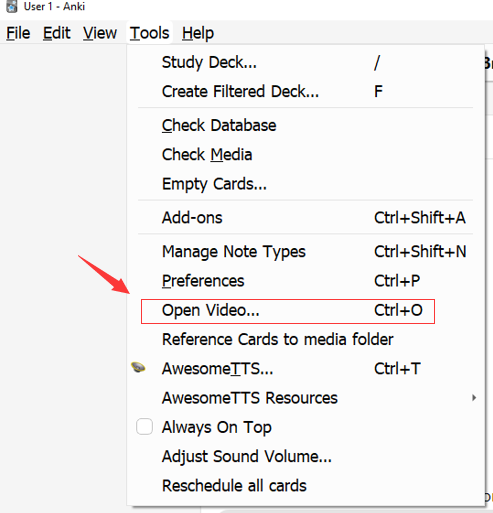 User 1 - Anki
File Edit View Tools Help
Study Deck... /
Create Filtered Deck... F
Check Database
Check Media
Empty Cards...
Add-ons Ctrl+Shift+A
Manage Note Types Ctrl+Shift+N
Preferences Ctrl+P
Open Video... Ctrl+O
Reference Cards to media folder
AwesomeTTS... Ctrl+T
AwesomeTTS Resources
Always On Top
Adjust Sound Volume...
Reschedule all cards